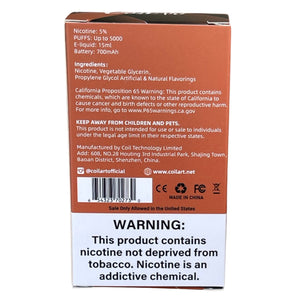 Nicotine: 5%
PUFFS: Up to 5000
E-liquid: 15ml
Battery: 700mAh
Ingredients:
Nicotine, Vegetable Glycerin,
Propylene Glycol Artificial & Natural Flavorings
California Proposition 65 Warning: This product contains
chemicals, which are known to the state of California to
cause cancer and birth defects or other reproductive harm.
For more info, go to www.P65warnings.ca.gov
KEEP AWAY FROM CHILDREN AND PETS.
This product is not intended for use or sale to individuals
under the legal age limit in their state.
Manufactured by Coil Technology Limited
Add: 608, NO.28 Houting 3rd Industrial Park, Shajing Town,
Baoan District, Shenzhen, China.
@coilartofficial
www.coilart.net
CE
MADE IN CHINA
Sale Only Allowed in the United States
WARNING:
This product contains
nicotine not deprived from
tobacco. Nicotine is an
addictive chemical.